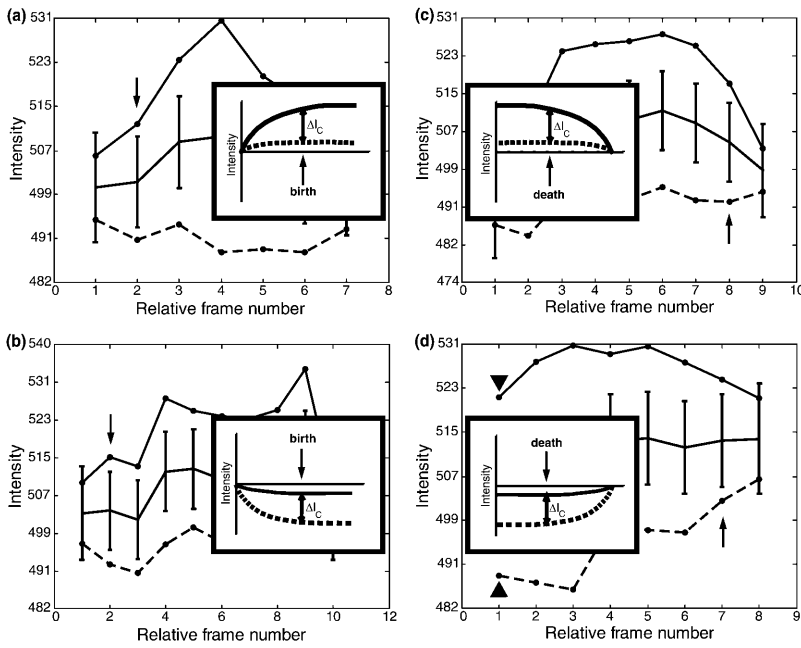 (a)
531
523
515
507
499
491
482
Intensity
0 1 2 3 4 5 6 7 8
Relative frame number
Intensity
ΔIC
birth
(c)
531
523
515
507
499
491
482
474
Intensity
0 1 2 3 4 5 6 7 8 9 10
Relative frame number
Intensity
ΔIC
death
(b)
540
531
523
515
507
499
491
482
Intensity
0 2 4 6 8 10 12
Relative frame number
Intensity
birth
ΔIC
(d)
531
523
515
507
499
491
482
Intensity
0 1 2 3 4 5 6 7 8 9
Relative frame number
Intensity
death
ΔIC